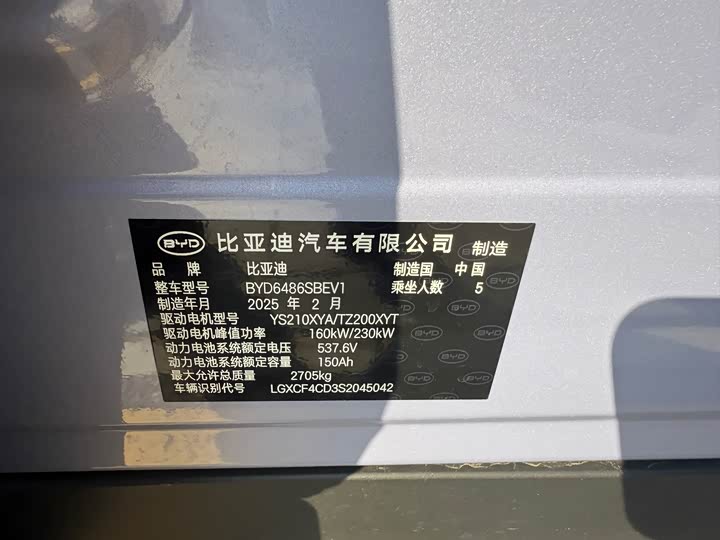 BYD 比亚迪汽车有限公司 制造
品 牌 比亚迪 制造国 中国
整车型号 BYD6486SBEV1 乘坐人数 5
制造年月 2025 年 2 月
驱动电机型号 YS210XYA/TZ200XYT
驱动电机峰值功率 160kW/230kW
动力电池系统额定电压 537.6V
动力电池系统额定容量 150Ah
最大允许总质量 2705kg
车辆识别代号 LGXCF4CD3S2045042